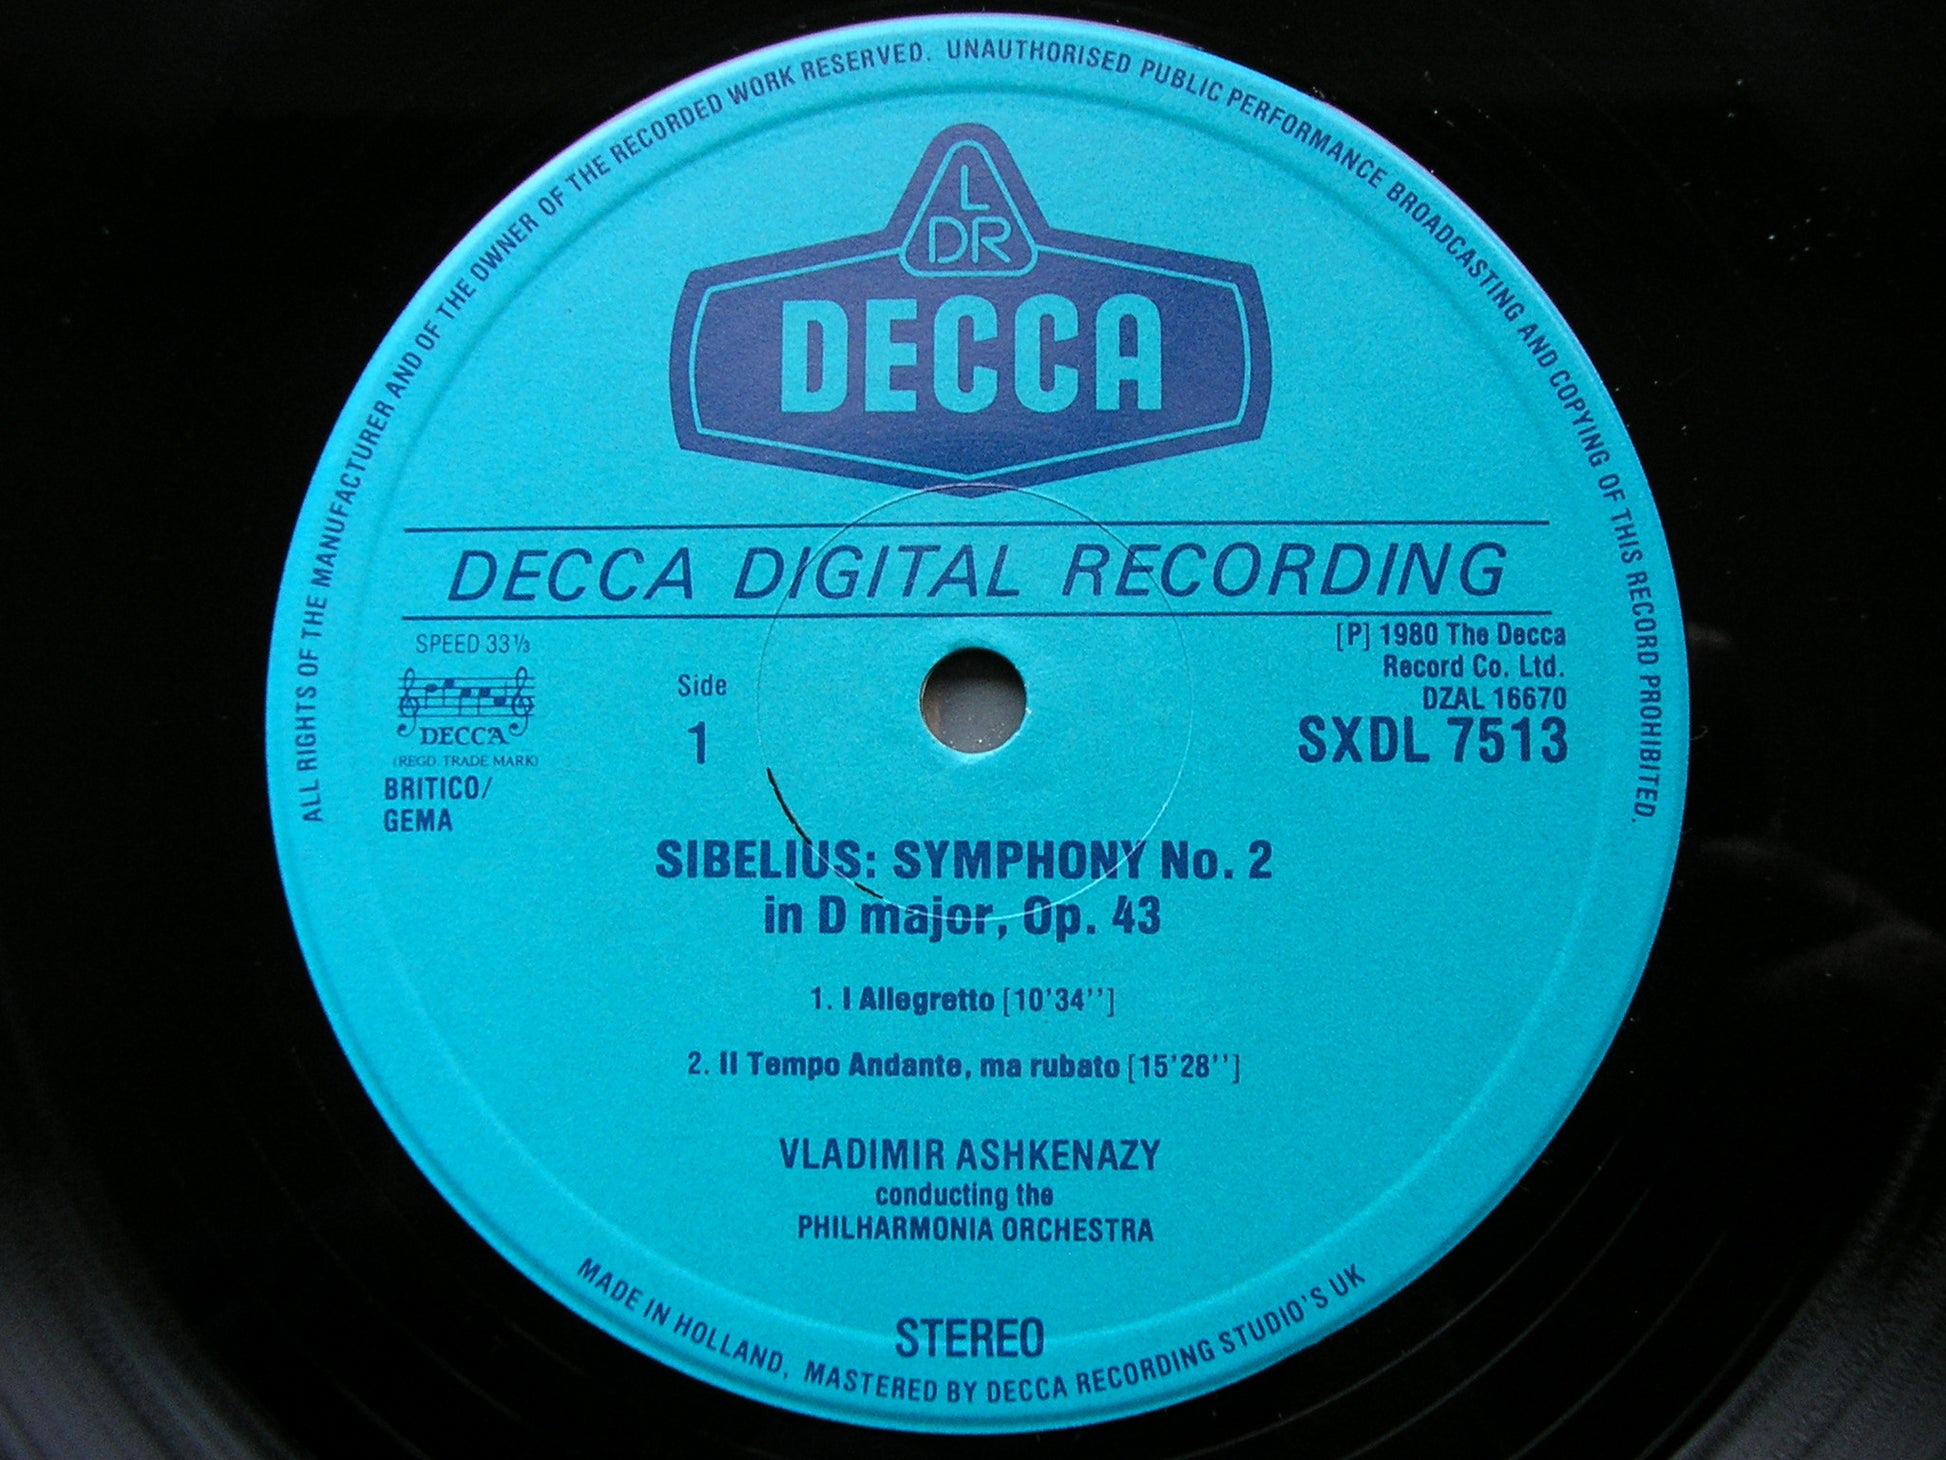 ALL RIGHTS OF THE MANUFACTURER AND OF THE OWNER OF THE RECORDED WORK RESERVED. UNAUTHORISED PUBLIC PERFORMANCE BROADCASTING AND COPYING OF THIS RECORD PROHIBITED.
L
DR
DECCA
DECCA DIGITAL RECORDING
SPEED 33⅓
DECCA
(REGD. TRADE MARK)
BRITICO/
GEMA
Side
1
[P] 1980 The Decca
Record Co. Ltd.
DZAL 16670
SXDL 7513
SIBELIUS: SYMPHONY No. 2
in D major, Op. 43
1. I Allegretto [10'34'']
2. II Tempo Andante, ma rubato [15'28'']
VLADIMIR ASHKENAZY
conducting the
PHILHARMONIA ORCHESTRA
STEREO
MADE IN HOLLAND, MASTERED BY DECCA RECORDING STUDIO'S UK